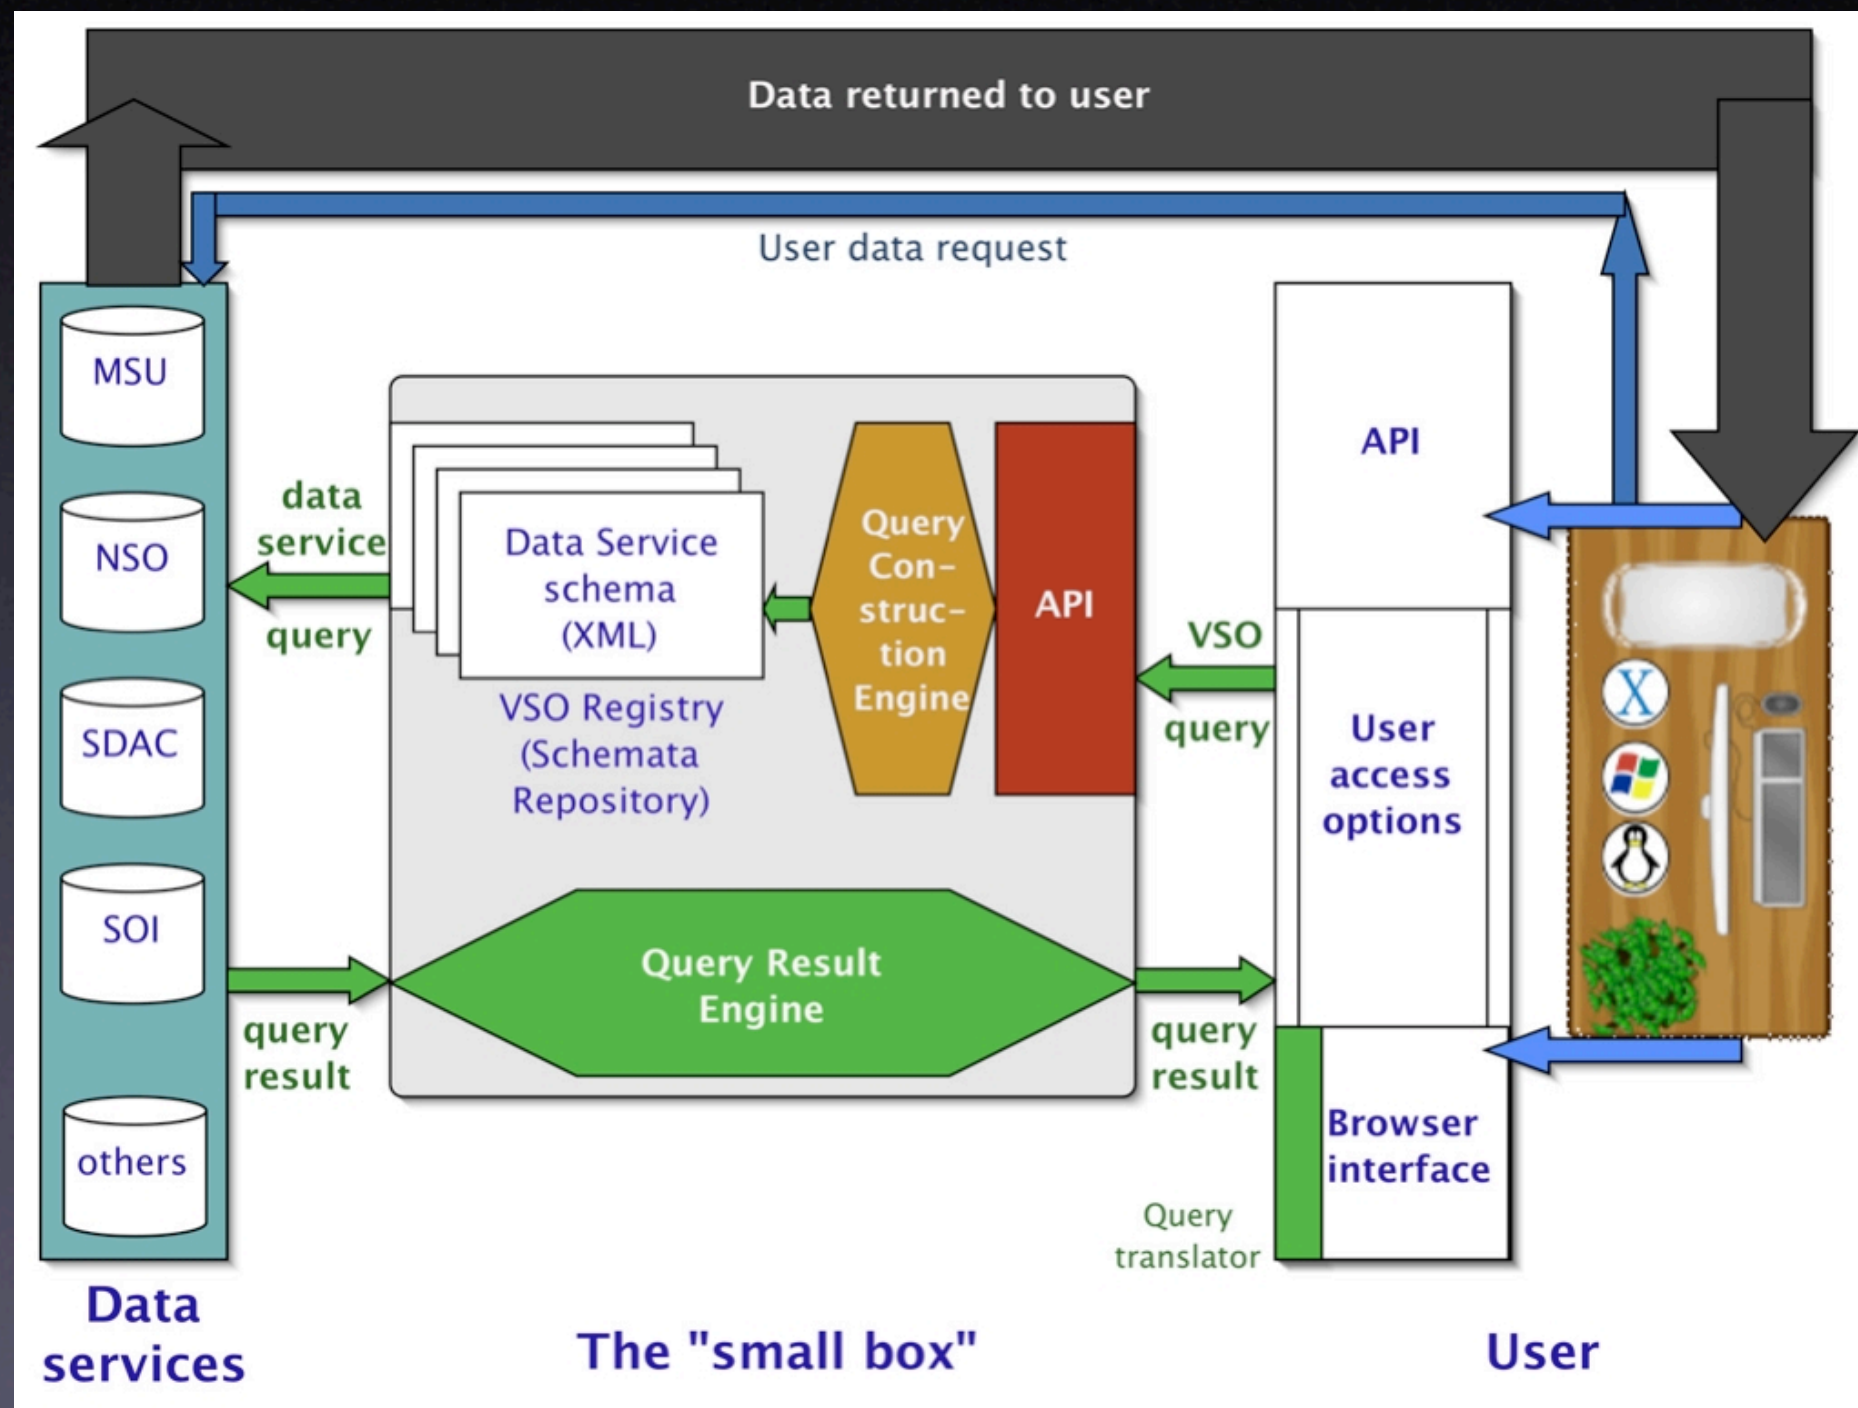 Data returned to user
User data request
MSU
NSO
SDAC
SOI
others
data
service
query
query
result
Data Service
schema
(XML)
VSO Registry
(Schemata
Repository)
Query
Con-
struc-
tion
Engine
API
Query Result
Engine
VSO
query
query
result
Query
translator
API
User
access
options
Browser
interface
X
Data
services
The "small box"
User